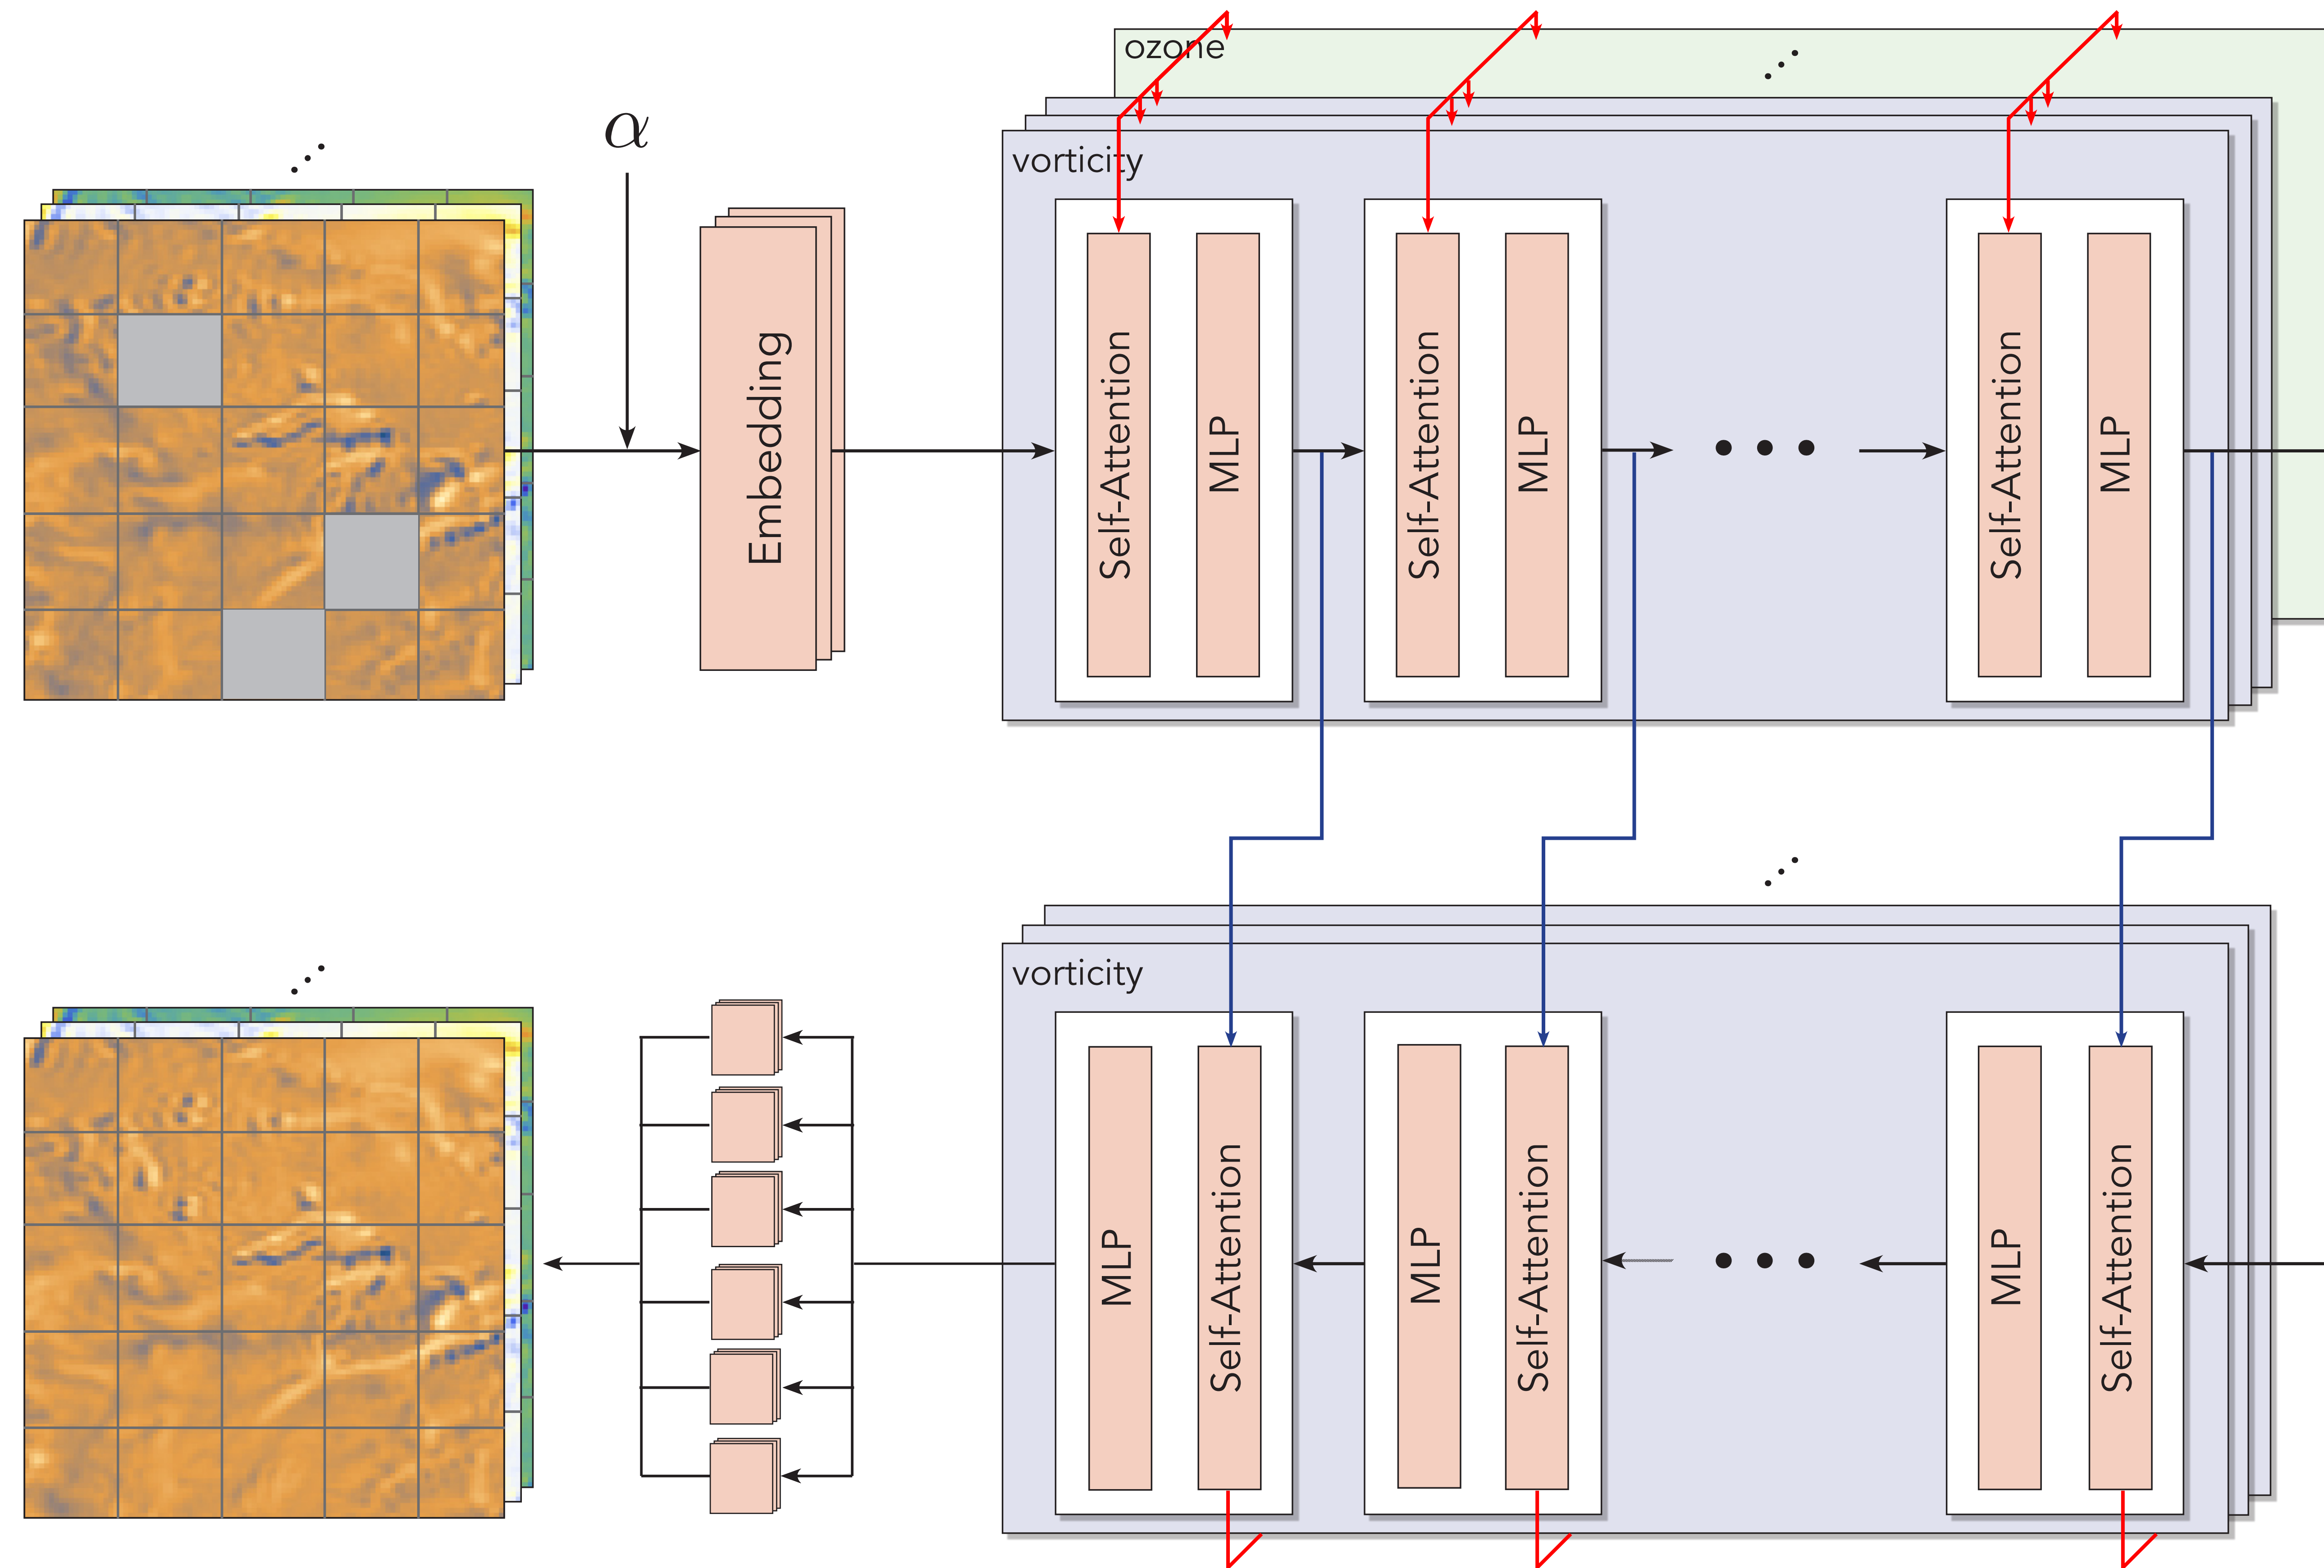 ozone
α
vorticity
Embedding
Self-Attention
MLP
Self-Attention
MLP
Self-Attention
MLP
vorticity
MLP
Self-Attention
MLP
Self-Attention
MLP
Self-Attention